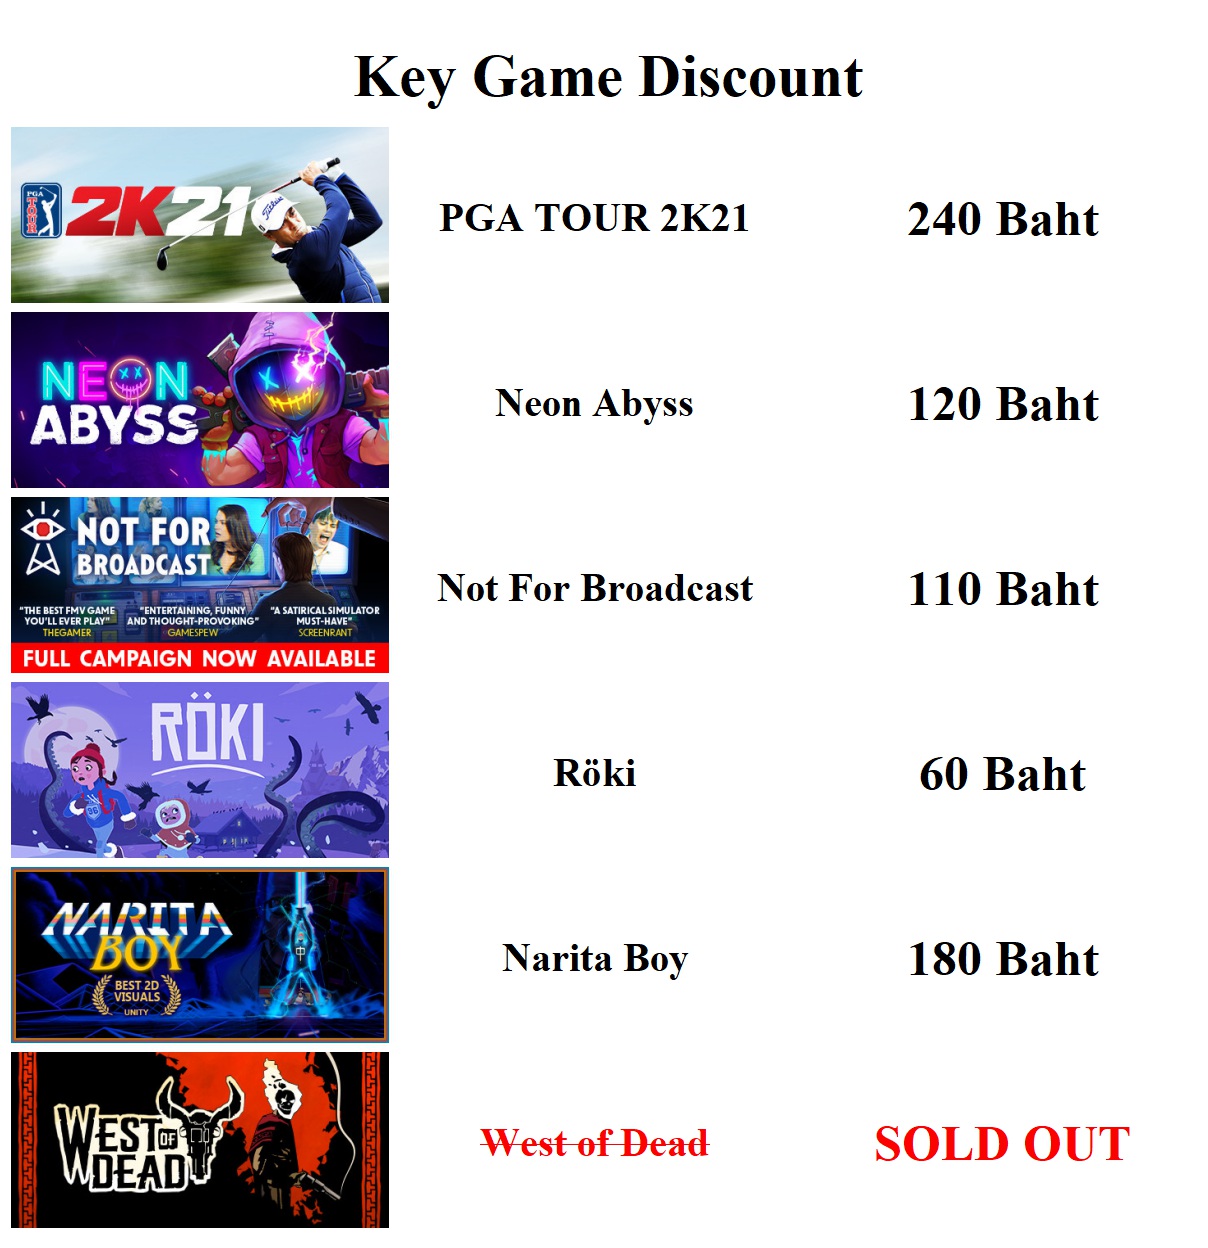 Key Game Discount
PGA
TOUR
2K21
Titleist
PGA TOUR 2K21
240 Baht
NEON
ABYSS
Neon Abyss
120 Baht
NOT FOR
BROADCAST
"THE BEST FMV GAME
YOU'LL EVER PLAY"
THEGAMER
"ENTERTAINING, FUNNY
AND THOUGHT-PROVOKING"
GAMESPEW
"A SATIRICAL SIMULATOR
MUST-HAVE"
SCREENRANT
FULL CAMPAIGN NOW AVAILABLE
Not For Broadcast
110 Baht
RÖKI
Röki
60 Baht
NARITA
BOY
BEST 2D
VISUALS
UNITY
Narita Boy
180 Baht
WEST OF
DEAD
West of Dead
SOLD OUT